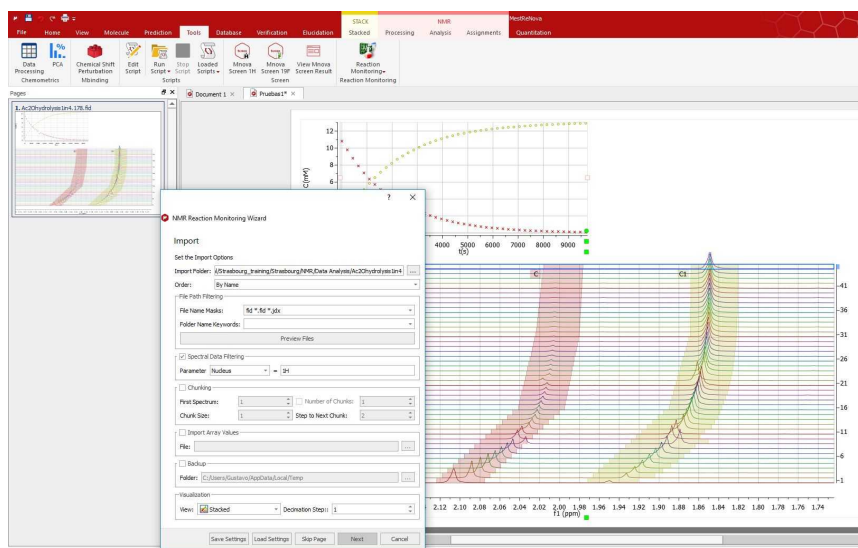 STACK NMR MestReNova
File Home View Molecule Prediction Tools Database Verification Elucidation Stacked Processing Analysis Assignments Quantitation
Data Processing PCA Chemical Shift Perturbation Edit Script Run Script Stop Script Loaded Scripts Mnova Screen 1H Mnova Screen 19F View Mnova Screen Result Reaction Monitoring
Chemometrics Mbinding Scripts Screen Reaction Monitoring
Pages
Document 1 Pruebas1*
1. Ac2Ohydrolysis1in4.178.fid
12
10
8
6
C(mM)
4000 5000 6000 7000 8000 9000
t(s)
NMR Reaction Monitoring Wizard
Import
Set the Import Options
Import Folder: i/Strasbourg_training/Strasbourg/NMR/Data Analysis/Ac2Ohydrolysis1in4 ...
Order: By Name
File Path Filtering
File Name Masks: fid *.fid *.jdx
Folder Name Keywords:
Preview Files
Spectral Data Filtering
Parameter Nucleus = 1H
Chunking
First Spectrum: 1 Number of Chunks: 1
Chunk Size: 1 Step to Next Chunk: 2
Import Array Values
File: ...
Backup
Folder: C:/Users/Gustavo/AppData/Local/Temp ...
Visualization
View: Stacked Decimation Step: 1
Save Settings Load Settings Skip Page Next Cancel
C C1
41
36
31
26
21
16
11
6
1
2.12 2.10 2.08 2.06 2.04 2.02 2.00 1.98 1.96 1.94 1.92 1.90 1.88 1.86 1.84 1.82 1.80 1.78 1.76 1.74
f1 (ppm)